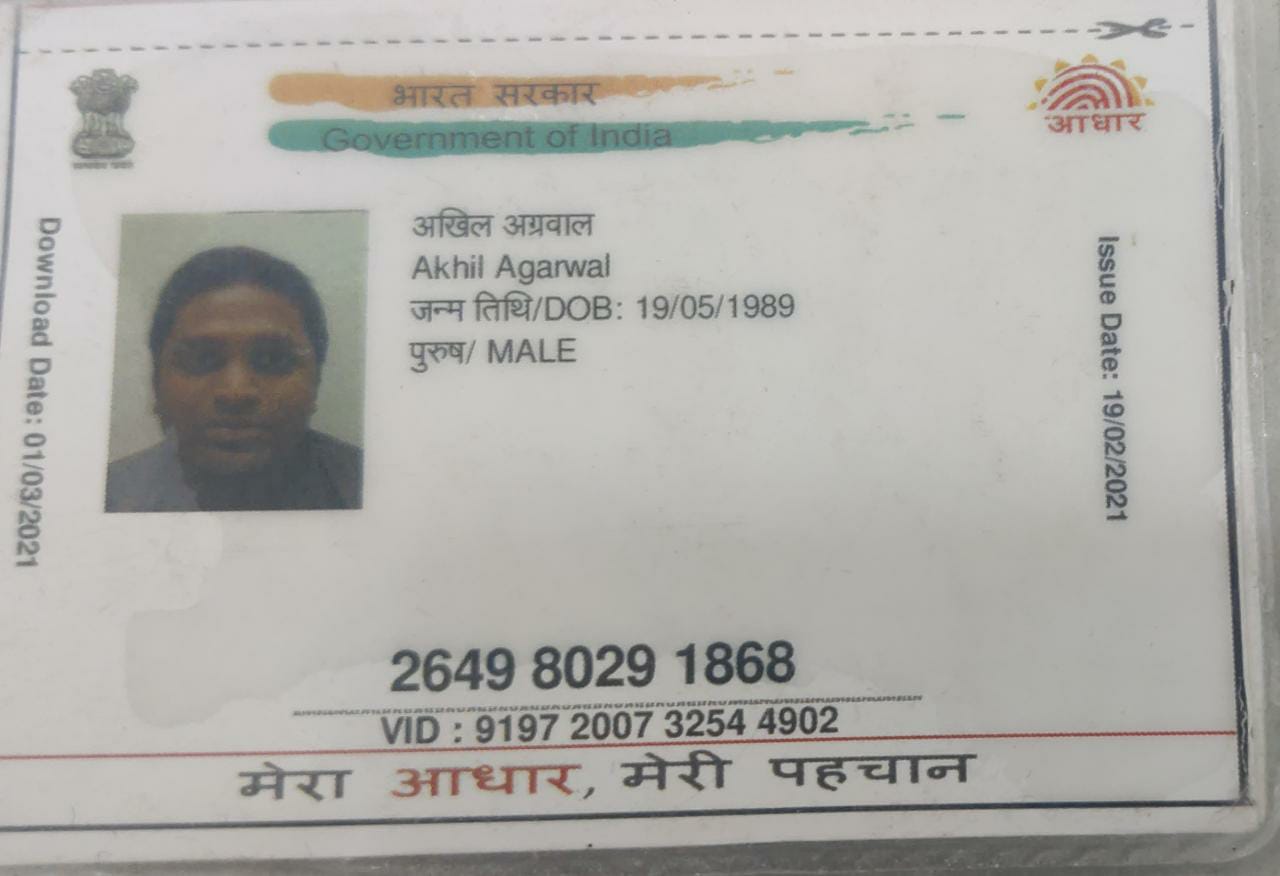 भारत सरकार
Government of India
आधार
Download Date: 01/03/2021
अखिल अग्रवाल
Akhil Agarwal
जन्म तिथि/DOB: 19/05/1989
पुरुष/ MALE
Issue Date: 19/02/2021
2649 8029 1868
VID : 9197 2007 3254 4902
मेरा आधार, मेरी पहचान